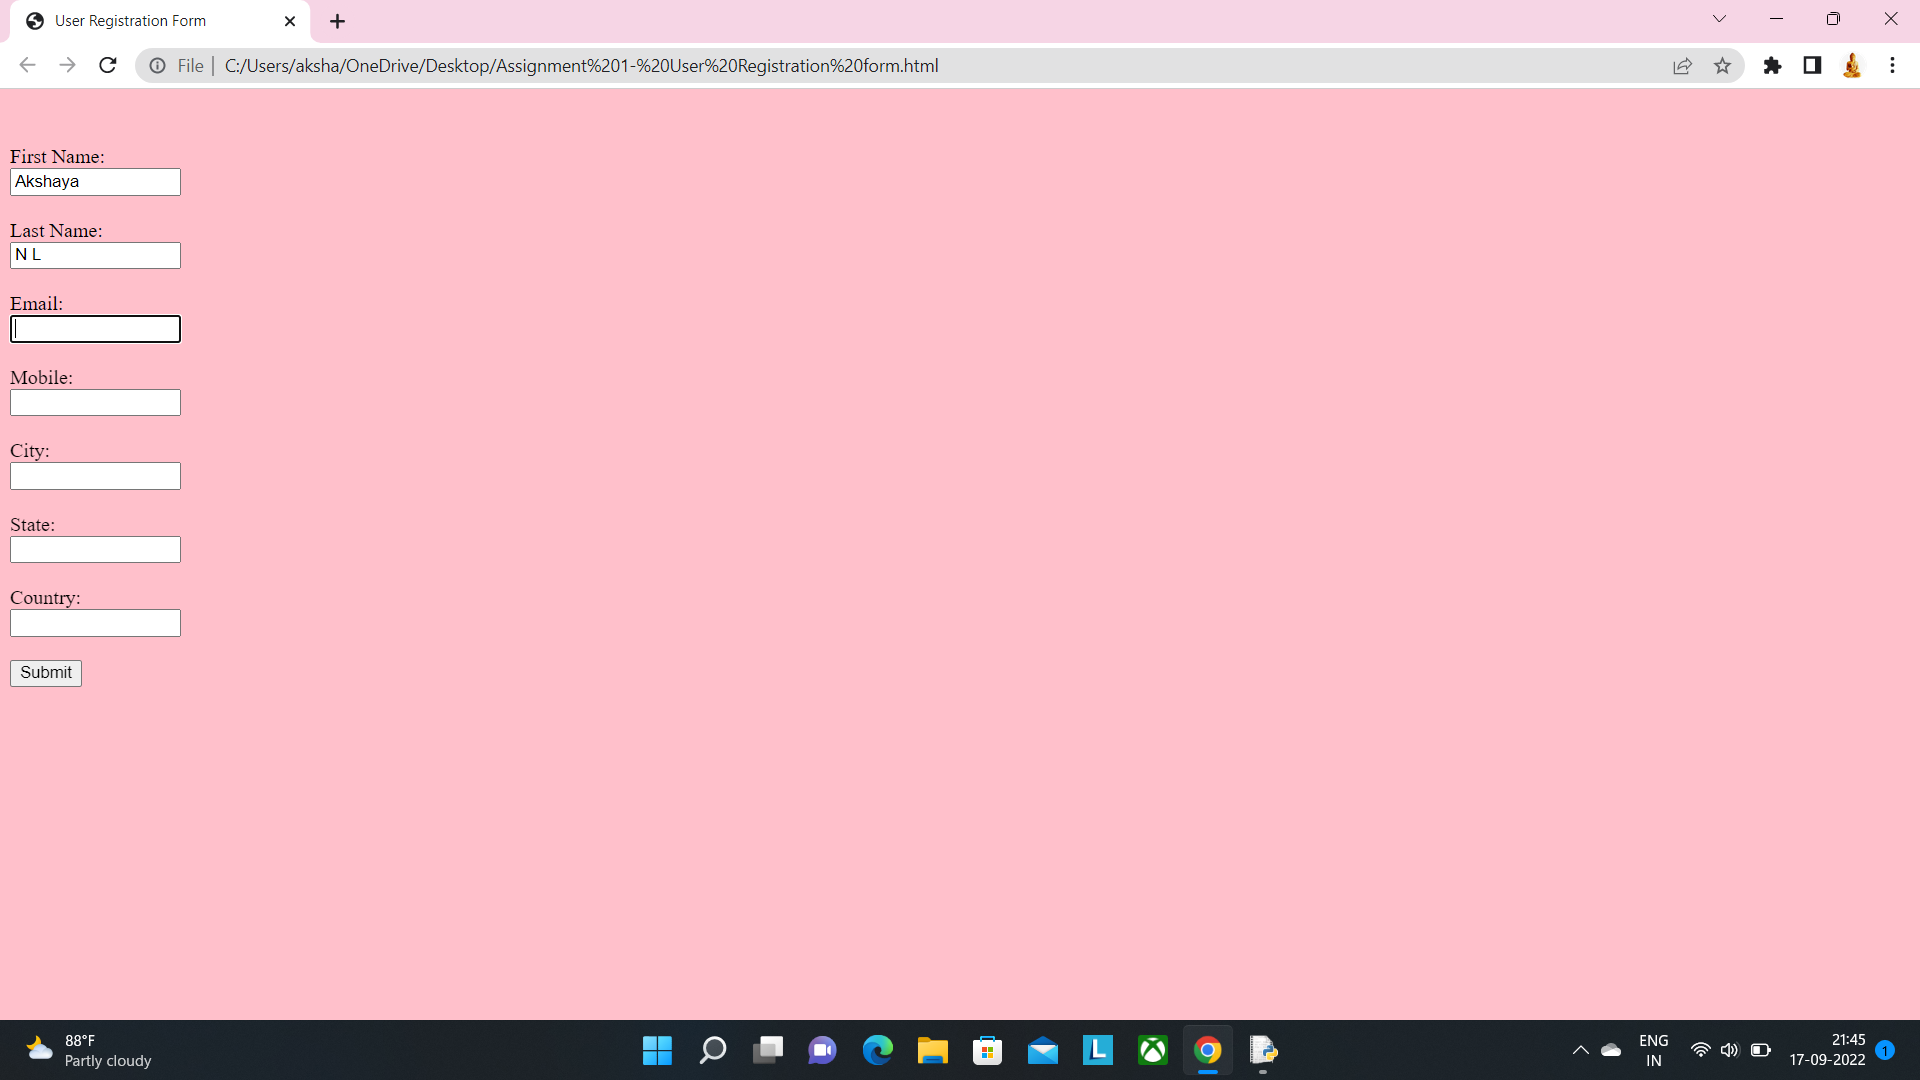 User Registration Form
File
C:/Users/aksha/OneDrive/Desktop/Assignment%201-%20User%20Registration%20form.html
First Name:
Akshaya
Last Name:
N L
Email:
Mobile:
City:
State:
Country:
Submit
88°F
Partly cloudy
L
ENG
IN
21:45
17-09-2022
1